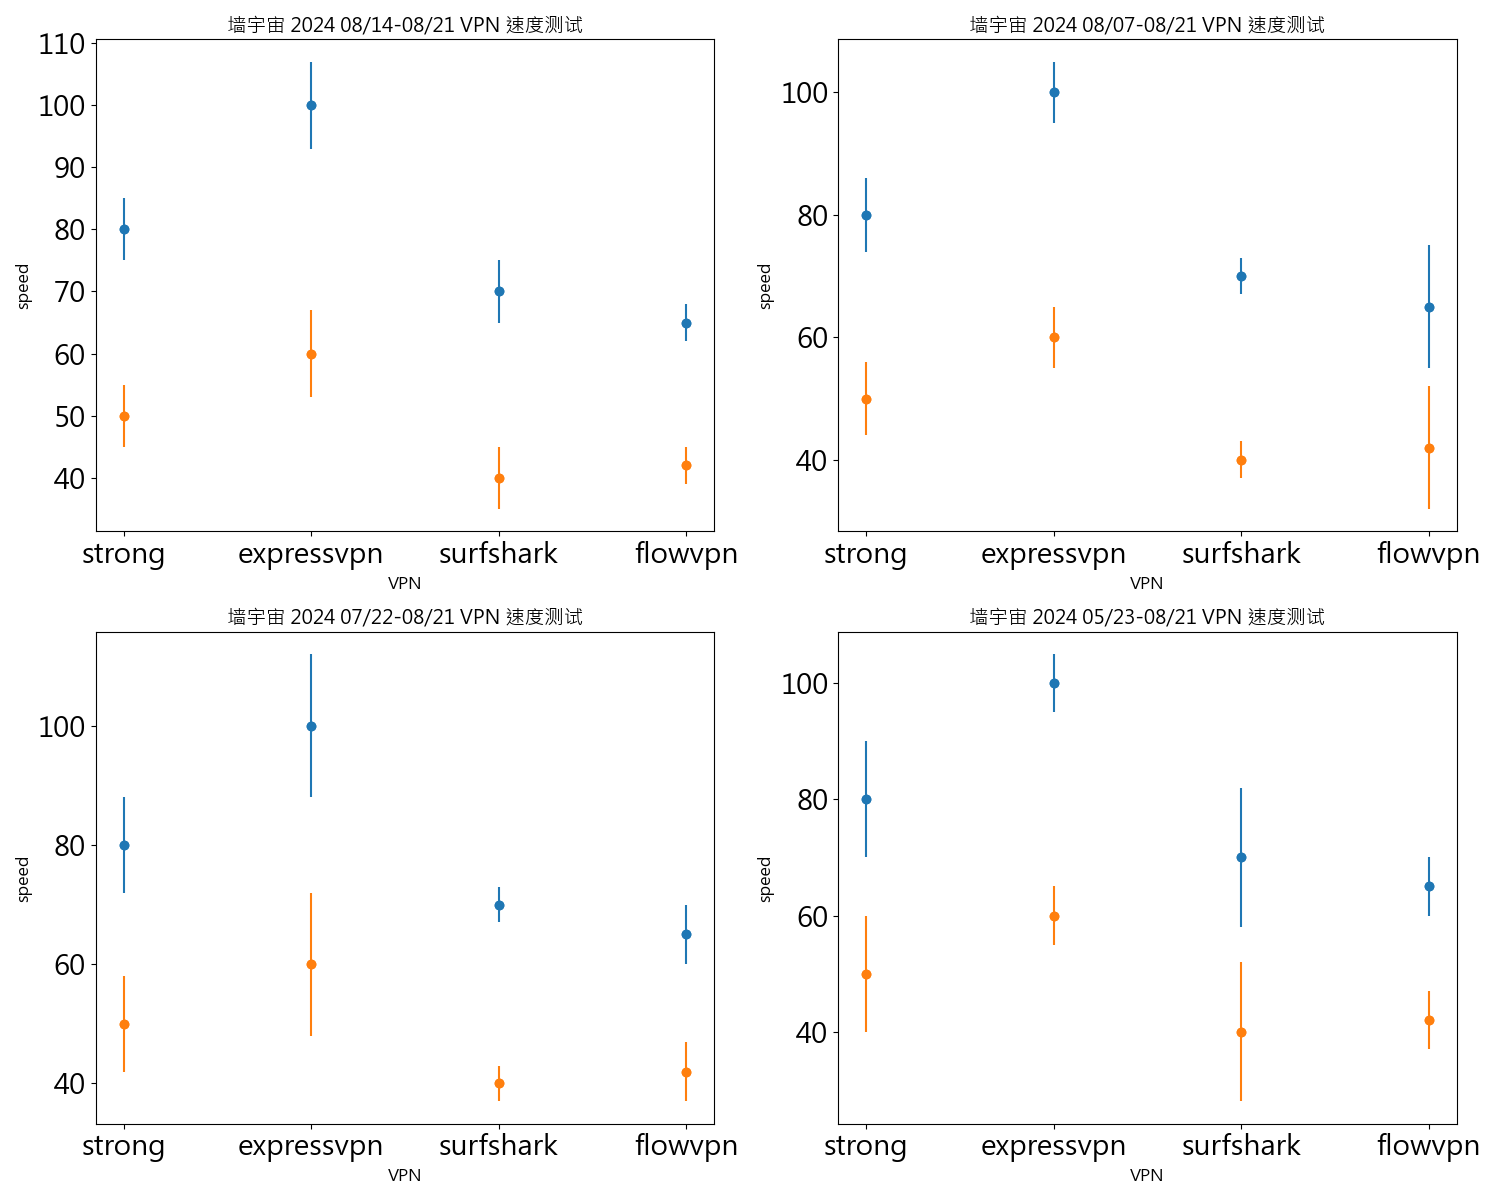 墙宇宙 2024 08/14-08/21 VPN 速度测试
110
100
90
80
70
60
50
40
speed
strong expressvpn surfshark flowvpn
VPN
墙宇宙 2024 08/07-08/21 VPN 速度测试
100
80
60
40
speed
strong expressvpn surfshark flowvpn
VPN
墙宇宙 2024 07/22-08/21 VPN 速度测试
100
80
60
40
speed
strong expressvpn surfshark flowvpn
VPN
墙宇宙 2024 05/23-08/21 VPN 速度测试
100
80
60
40
speed
strong expressvpn surfshark flowvpn
VPN